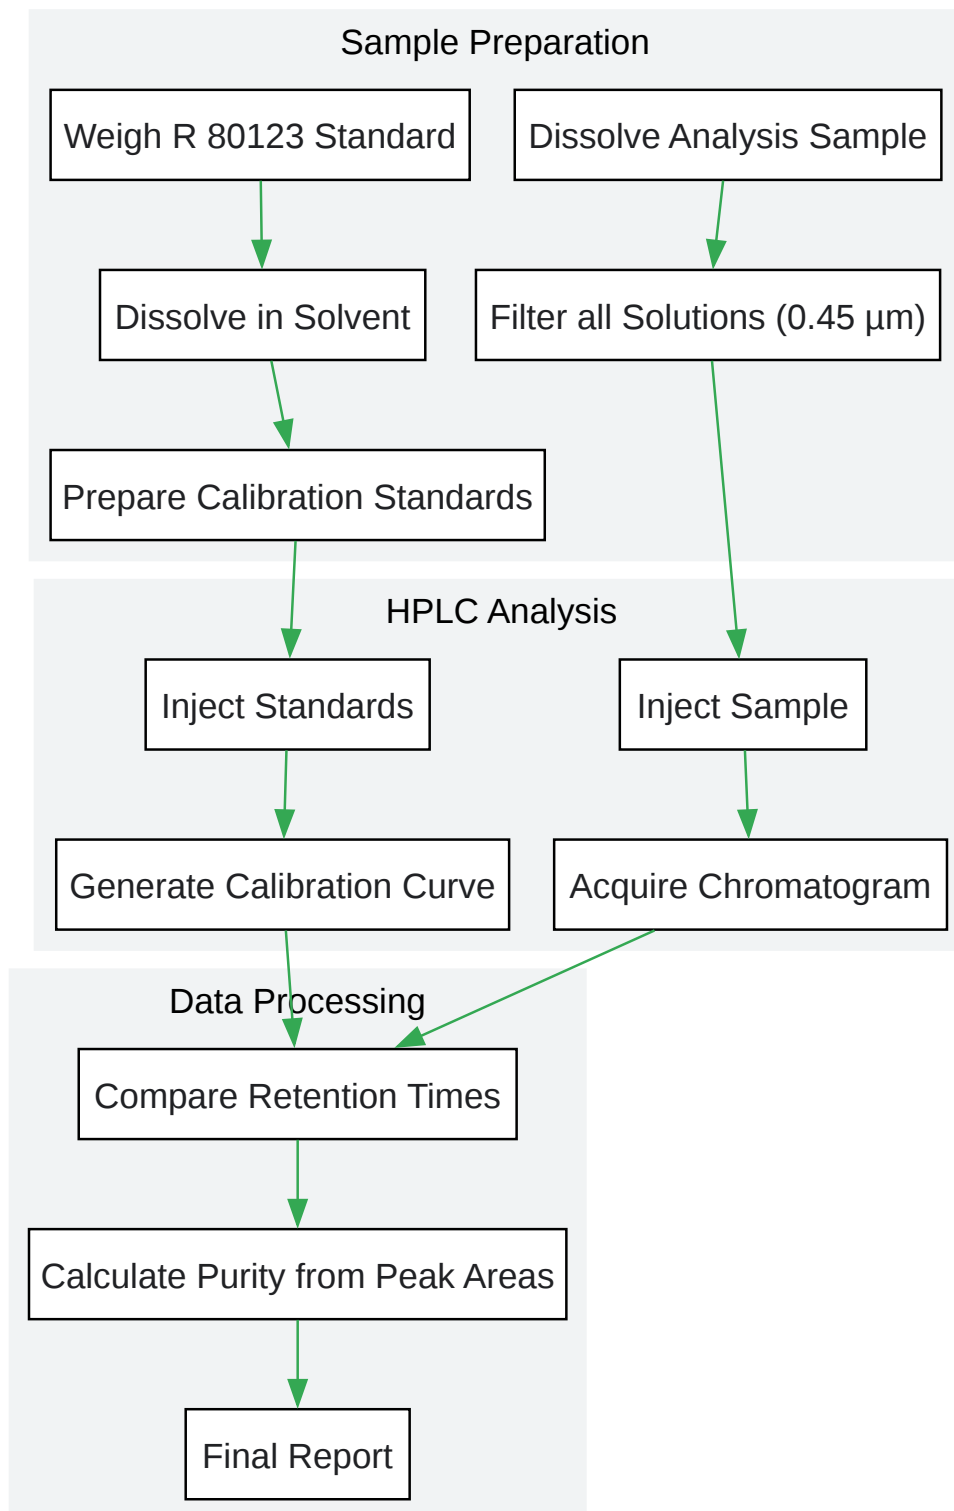 Sample Preparation
Weigh R 80123 Standard
Dissolve Analysis Sample
Dissolve in Solvent
Filter all Solutions (0.45 µm)
Prepare Calibration Standards
HPLC Analysis
Inject Standards
Inject Sample
Generate Calibration Curve
Acquire Chromatogram
Data Processing
Compare Retention Times
Calculate Purity from Peak Areas
Final Report